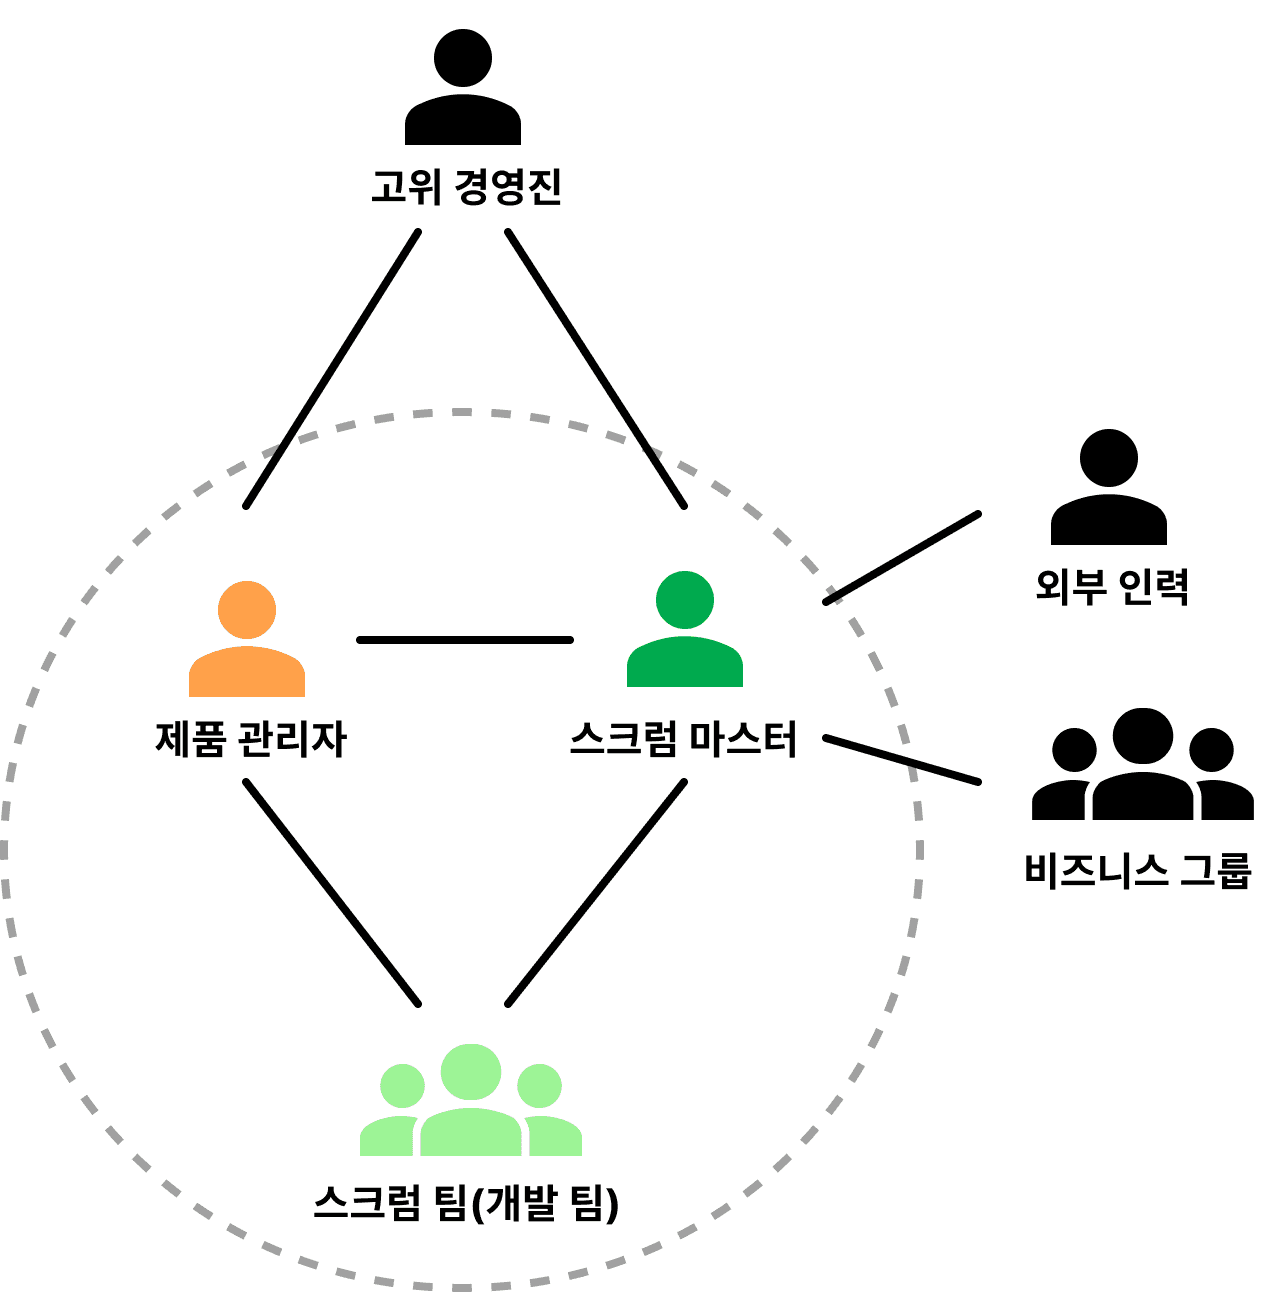 고위 경영진
외부 인력
제품 관리자
스크럼 마스터
비즈니스 그룹
스크럼 팀(개발 팀)